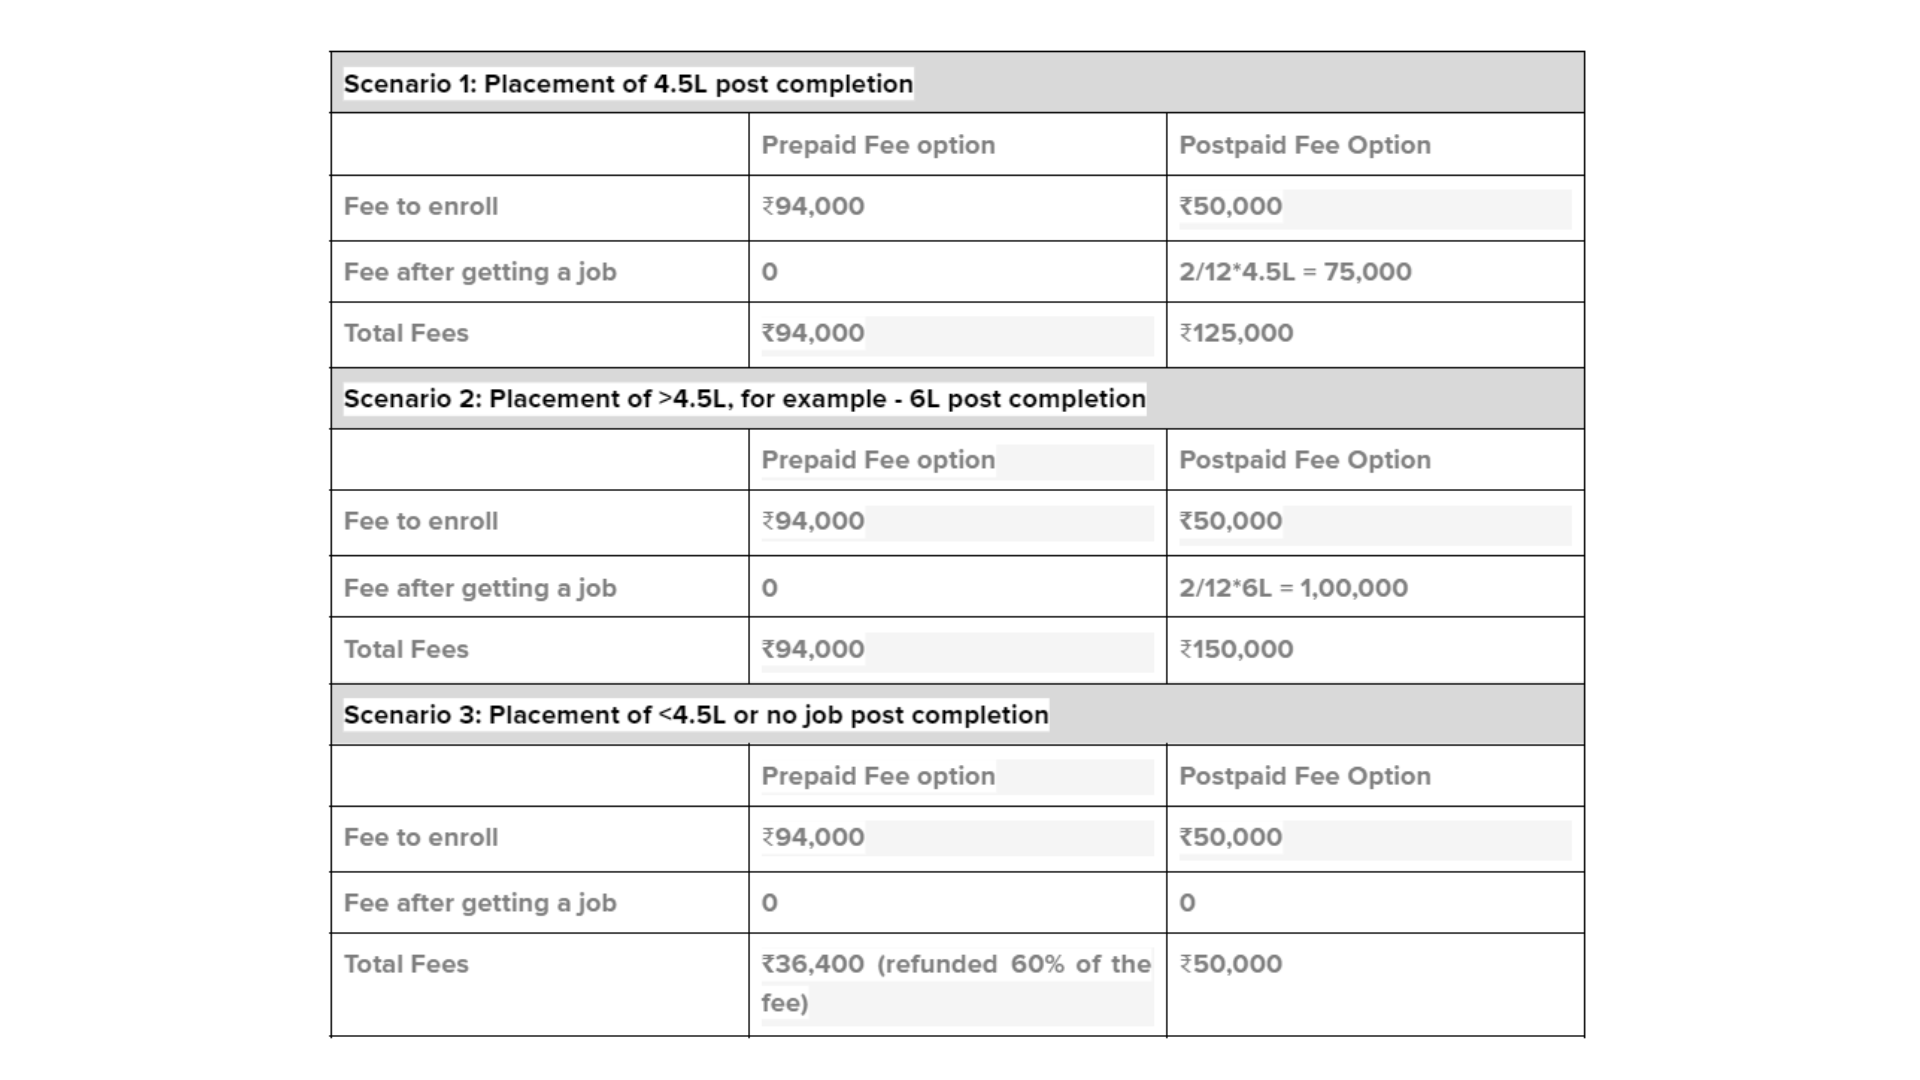 Scenario 1: Placement of 4.5L post completion
Prepaid Fee option Postpaid Fee Option
Fee to enroll ₹94,000 ₹50,000
Fee after getting a job 0 2/12*4.5L = 75,000
Total Fees ₹94,000 ₹125,000
Scenario 2: Placement of >4.5L, for example - 6L post completion
Prepaid Fee option Postpaid Fee Option
Fee to enroll ₹94,000 ₹50,000
Fee after getting a job 0 2/12*6L = 1,00,000
Total Fees ₹94,000 ₹150,000
Scenario 3: Placement of <4.5L or no job post completion
Prepaid Fee option Postpaid Fee Option
Fee to enroll ₹94,000 ₹50,000
Fee after getting a job 0 0
Total Fees ₹36,400 (refunded 60% of the ₹50,000
fee)